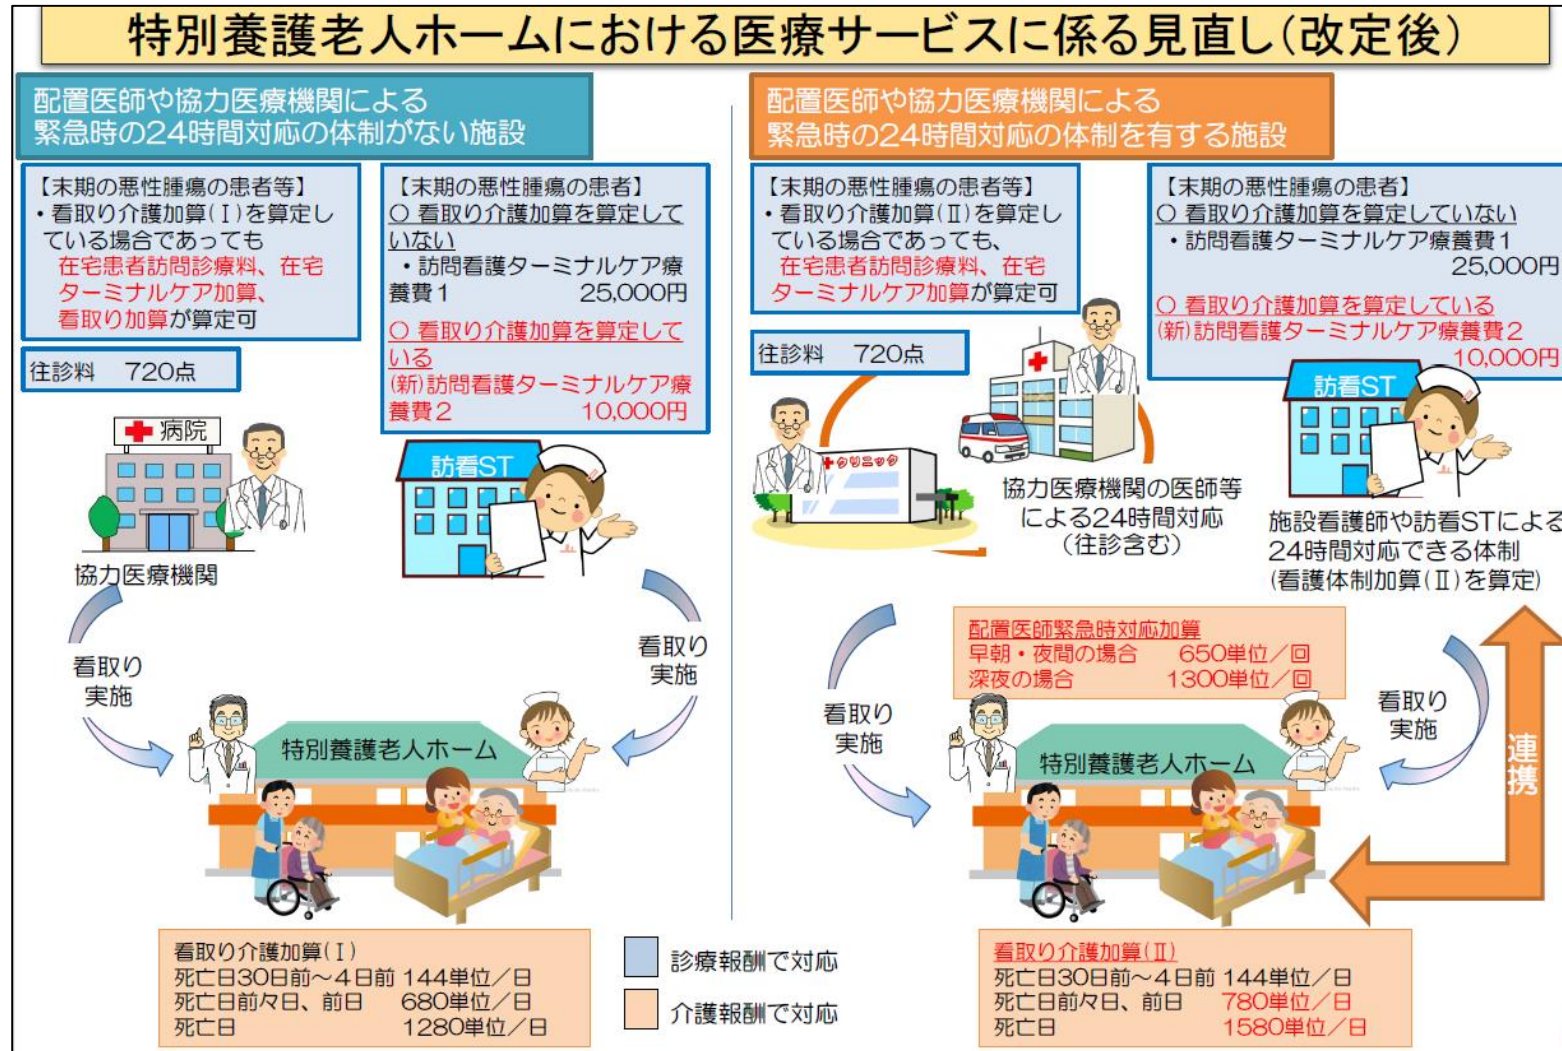 特別養護老人ホームにおける医療サービスに係る見直し(改定後)
配置医師や協力医療機関による
緊急時の24時間対応の体制がない施設
【末期の悪性腫瘍の患者等】
・看取り介護加算(Ⅰ)を算定し
ている場合であっても
在宅患者訪問診療料、在宅
ターミナルケア加算、
看取り加算が算定可
往診料 720点
【末期の悪性腫瘍の患者】
○ 看取り介護加算を算定して
いない
・訪問看護ターミナルケア療
養費1 25,000円
○ 看取り介護加算を算定して
いる
(新)訪問看護ターミナルケア療
養費2 10,000円
病院
協力医療機関
訪看ST
看取り
実施
看取り
実施
特別養護老人ホーム
看取り介護加算(Ⅰ)
死亡日30日前～4日前 144単位／日
死亡日前々日、前日 680単位／日
死亡日 1280単位／日
診療報酬で対応
介護報酬で対応
配置医師や協力医療機関による
緊急時の24時間対応の体制を有する施設
【末期の悪性腫瘍の患者等】
・看取り介護加算(Ⅱ)を算定し
ている場合であっても、
在宅患者訪問診療料、在宅
ターミナルケア加算が算定可
往診料 720点
【末期の悪性腫瘍の患者】
○ 看取り介護加算を算定していない
・訪問看護ターミナルケア療養費1
25,000円
○ 看取り介護加算を算定している
(新)訪問看護ターミナルケア療養費2
10,000円
クリニック
協力医療機関の医師等
による24時間対応
(往診含む)
訪看ST
施設看護師や訪看STによる
24時間対応できる体制
(看護体制加算(Ⅱ)を算定)
配置医師緊急時対応加算
早朝・夜間の場合 650単位／回
深夜の場合 1300単位／回
看取り
実施
看取り
実施
連携
特別養護老人ホーム
看取り介護加算(Ⅱ)
死亡日30日前～4日前 144単位／日
死亡日前々日、前日 780単位／日
死亡日 1580単位／日